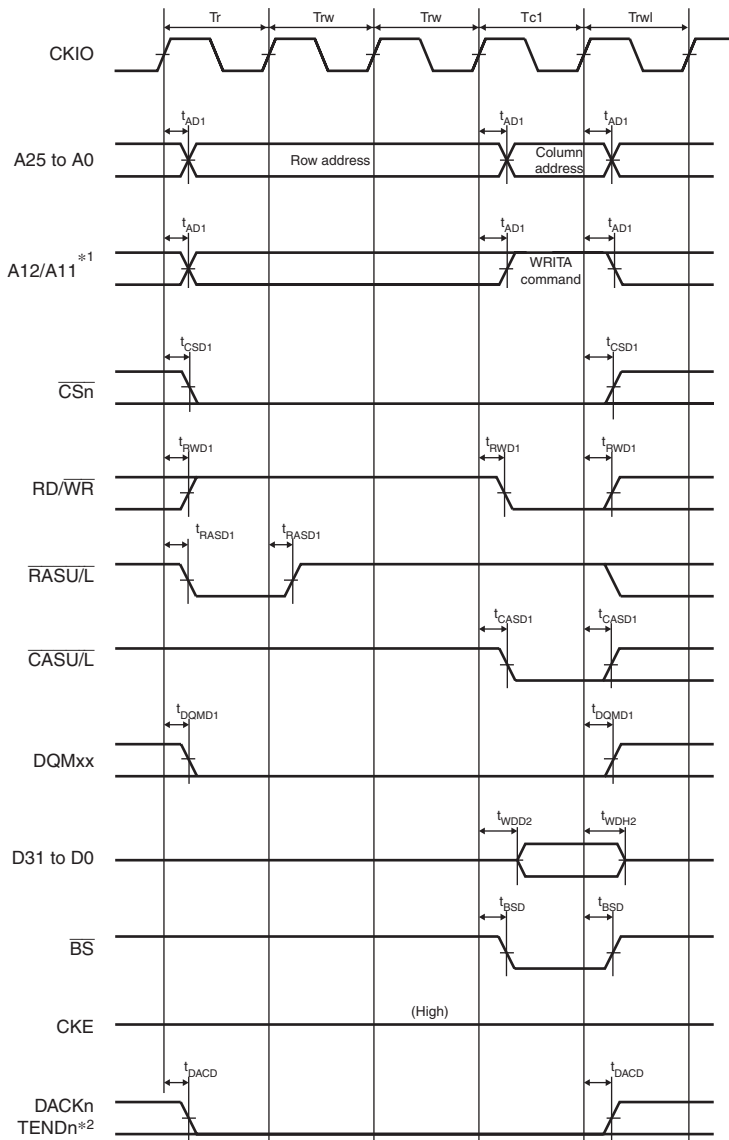 Tr Trw Trw Tc1 Trwl
CKIO
tAD1 tAD1 tAD1
A25 to A0 Row address Column address
tAD1 tAD1 tAD1
A12/A11*1 WRITA command
tCSD1 tCSD1
CSn
tRWD1 tRWD1 tRWD1
RD/WR
tRASD1 tRASD1
RASU/L
tCASD1 tCASD1
CASU/L
tDQMD1 tDQMD1
DQMxx
tWDD2 tWDH2
D31 to D0
tBSD tBSD
BS
(High)
CKE
tDACD tDACD
DACKn
TENDn*2